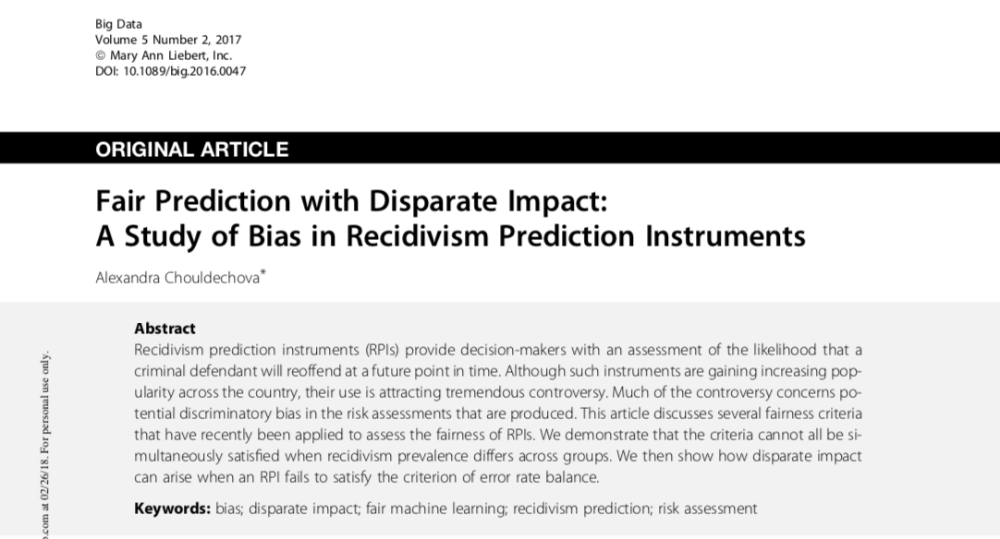 Big Data
Volume 5 Number 2, 2017
© Mary Ann Liebert, Inc.
DOI: 10.1089/big.2016.0047
ORIGINAL ARTICLE
Fair Prediction with Disparate Impact:
A Study of Bias in Recidivism Prediction Instruments
Alexandra Chouldechova*
Abstract
Recidivism prediction instruments (RPIs) provide decision-makers with an assessment of the likelihood that a
criminal defendant will reoffend at a future point in time. Although such instruments are gaining increasing pop-
ularity across the country, their use is attracting tremendous controversy. Much of the controversy concerns po-
tential discriminatory bias in the risk assessments that are produced. This article discusses several fairness criteria
that have recently been applied to assess the fairness of RPIs. We demonstrate that the criteria cannot all be si-
multaneously satisfied when recidivism prevalence differs across groups. We then show how disparate impact
can arise when an RPI fails to satisfy the criterion of error rate balance.
Keywords: bias; disparate impact; fair machine learning; recidivism prediction; risk assessment
.com at 02/26/18. For personal use only.